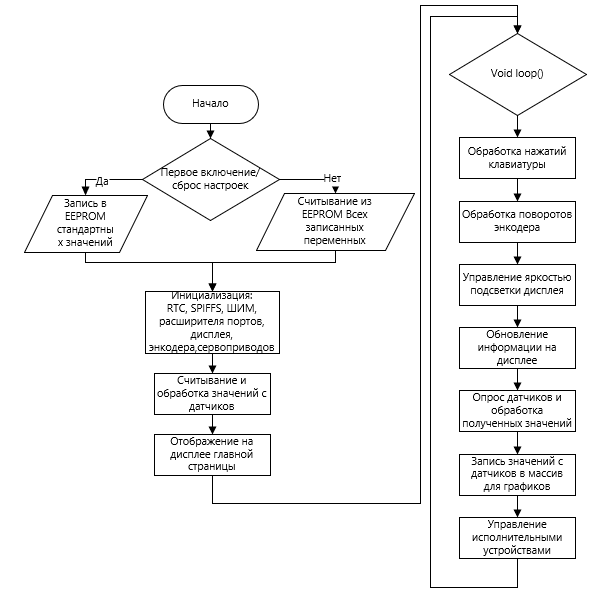 Начало
Первое включение/
сброс настроек
Да
Нет
Запись в
EEPROM
стандартны
х значений
Считывание из
EEPROM Всех
записанных
переменных
Инициализация:
RTC, SPIFFS, ШИМ,
расширителя портов,
дисплея,
энкодера,сервоприводов
Считывание и
обработка значений с
датчиков
Отображение на
дисплее главной
страницы
Void loop()
Обработка нажатий
клавиатуры
Обработка поворотов
энкодера
Управление яркостью
подсветки дисплея
Обновление
информации на
дисплее
Опрос датчиков и
обработка
полученных значений
Запись значений с
датчиков в массив
для графиков
Управление
исполнительными
устройствами